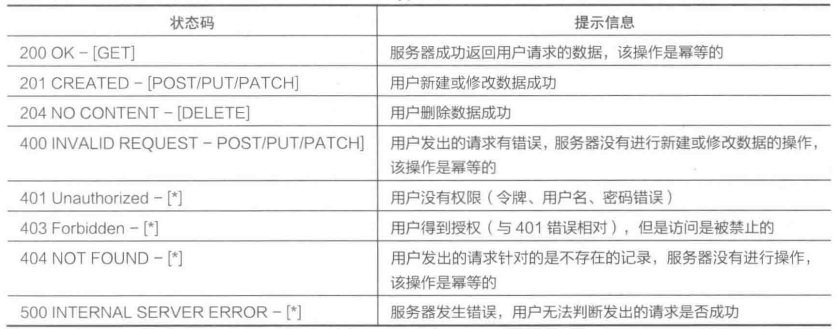 状态码 提示信息
200 OK – [GET] 服务器成功返回用户请求的数据，该操作是幂等的
201 CREATED – [POST/PUT/PATCH] 用户新建或修改数据成功
204 NO CONTENT – [DELETE] 用户删除数据成功
400 INVALID REQUEST – POST/PUT/PATCH] 用户发出的请求有错误，服务器没有进行新建或修改数据的操作，
该操作是幂等的
401 Unauthorized – [*] 用户没有权限（令牌、用户名、密码错误）
403 Forbidden – [*] 用户得到授权（与 401 错误相对），但是访问是被禁止的
404 NOT FOUND – [*] 用户发出的请求针对的是不存在的记录，服务器没有进行操作，
该操作是幂等的
500 INTERNAL SERVER ERROR – [*] 服务器发生错误，用户无法判断发出的请求是否成功